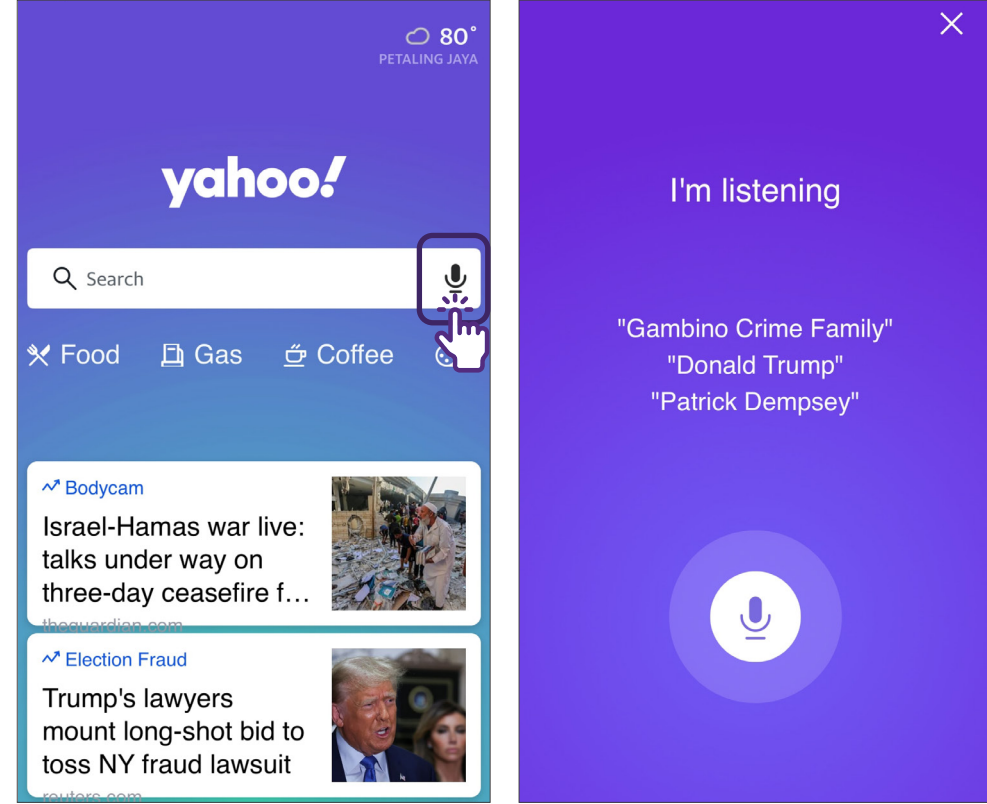 80°
PETALING JAYA
yahoo!
Search
Food
Gas
Coffee
Bodycam
Israel-Hamas war live:
talks under way on
three-day ceasefire f...
theguardian.com
Election Fraud
Trump's lawyers
mount long-shot bid to
toss NY fraud lawsuit
reuters.com
I'm listening
"Gambino Crime Family"
"Donald Trump"
"Patrick Dempsey"